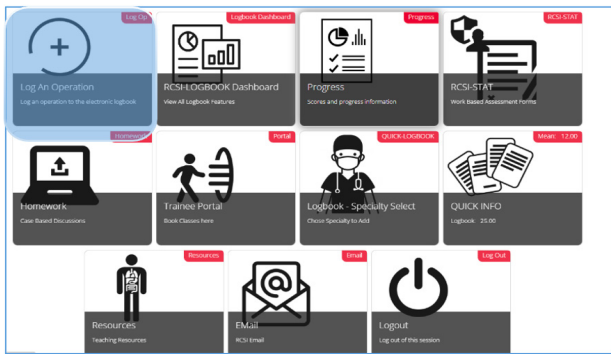 Log Op
Log An Operation
Log an operation to the electronic logbook
Logbook Dashboard
RCSI-LOGBOOK Dashboard
View All Logbook Features
Progress
Progress
Scores and progress information
RCSI-STAT
RCSI-STAT
Work Based Assessment Forms
Homework
Homework
Case Based Discussions
Portal
Trainee Portal
Book Classes here
QUICK-LOGBOOK
Logbook - Specialty Select
Chose Specialty to Add
Mean: 12.00
QUICK INFO
Logbook 25.00
Resources
Resources
Teaching Resources
Email
EMail
RCSI Email
Log Out
Logout
Log out of this session